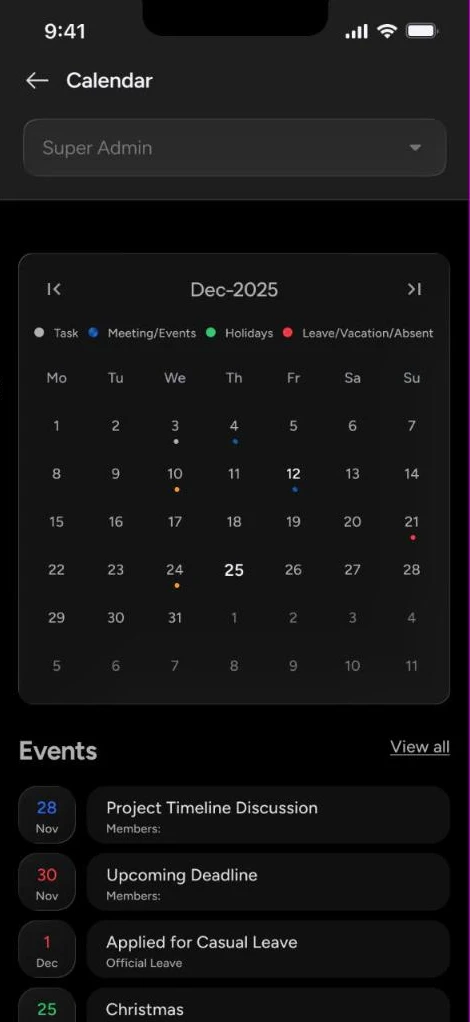 9:41
Calendar
Super Admin
Dec-2025
Task Meeting/Events Holidays Leave/Vacation/Absent
Mo Tu We Th Fr Sa Su
1 2 3 4 5 6 7
8 9 10 11 12 13 14
15 16 17 18 19 20 21
22 23 24 25 26 27 28
29 30 31 1 2 3 4
5 6 7 8 9 10 11
Events View all
28 Project Timeline Discussion
Nov Members:
30 Upcoming Deadline
Nov Members:
1 Applied for Casual Leave
Dec Official Leave
25 Christmas